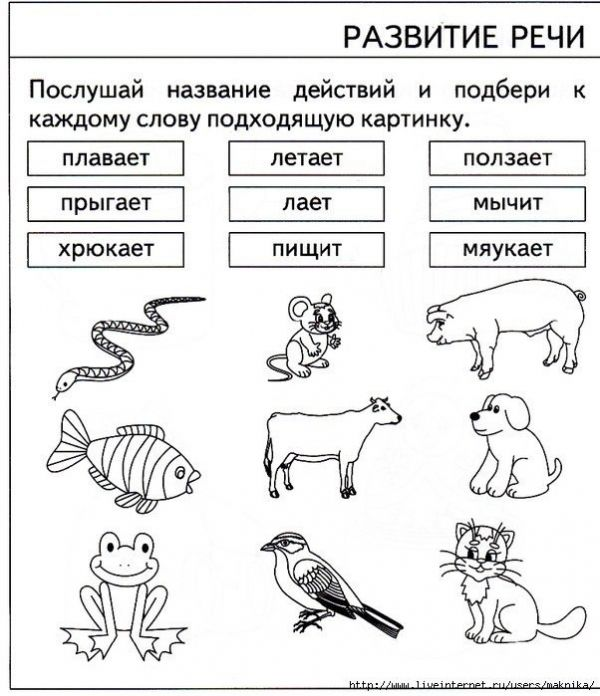 РАЗВИТИЕ РЕЧИ
Послушай название действий и подбери к
каждому слову подходящую картинку.
плавает летает ползает
прыгает лает мычит
хрюкает пищит мяукает
http://www.liveinternet.ru/users/maknika/